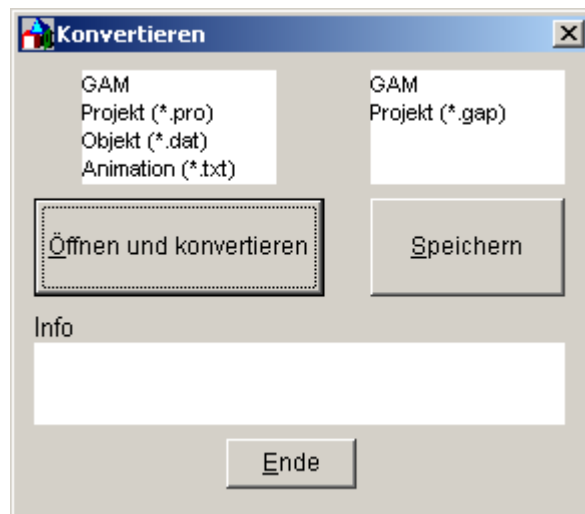 Konvertieren
GAM
Projekt (*.pro)
Objekt (*.dat)
Animation (*.txt)
GAM
Projekt (*.gap)
Öffnen und konvertieren
Speichern
Info
Ende